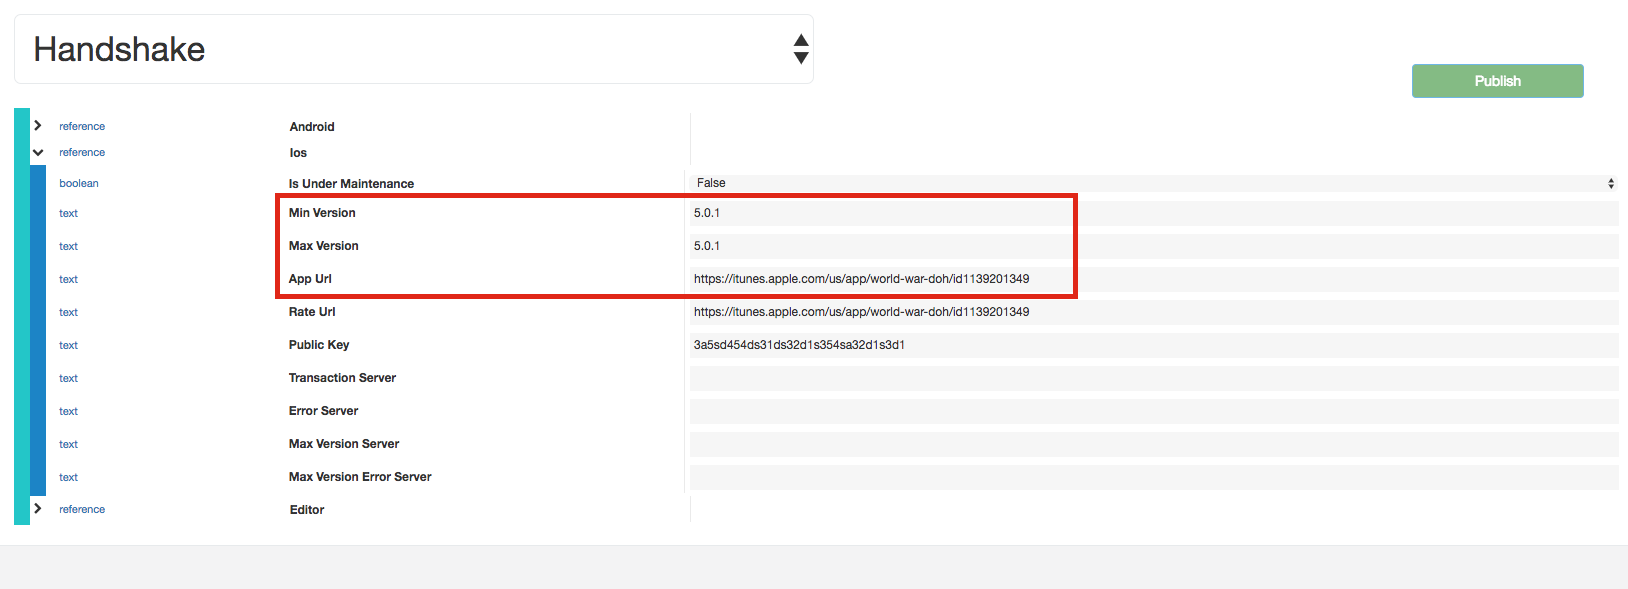 Handshake
Publish
reference Android
reference Ios
boolean Is Under Maintenance False
text Min Version 5.0.1
text Max Version 5.0.1
text App Url https://itunes.apple.com/us/app/world-war-doh/id1139201349
text Rate Url https://itunes.apple.com/us/app/world-war-doh/id1139201349
text Public Key 3a5sd454ds31ds32d1s354sa32d1s3d1
text Transaction Server
text Error Server
text Max Version Server
text Max Version Error Server
reference Editor